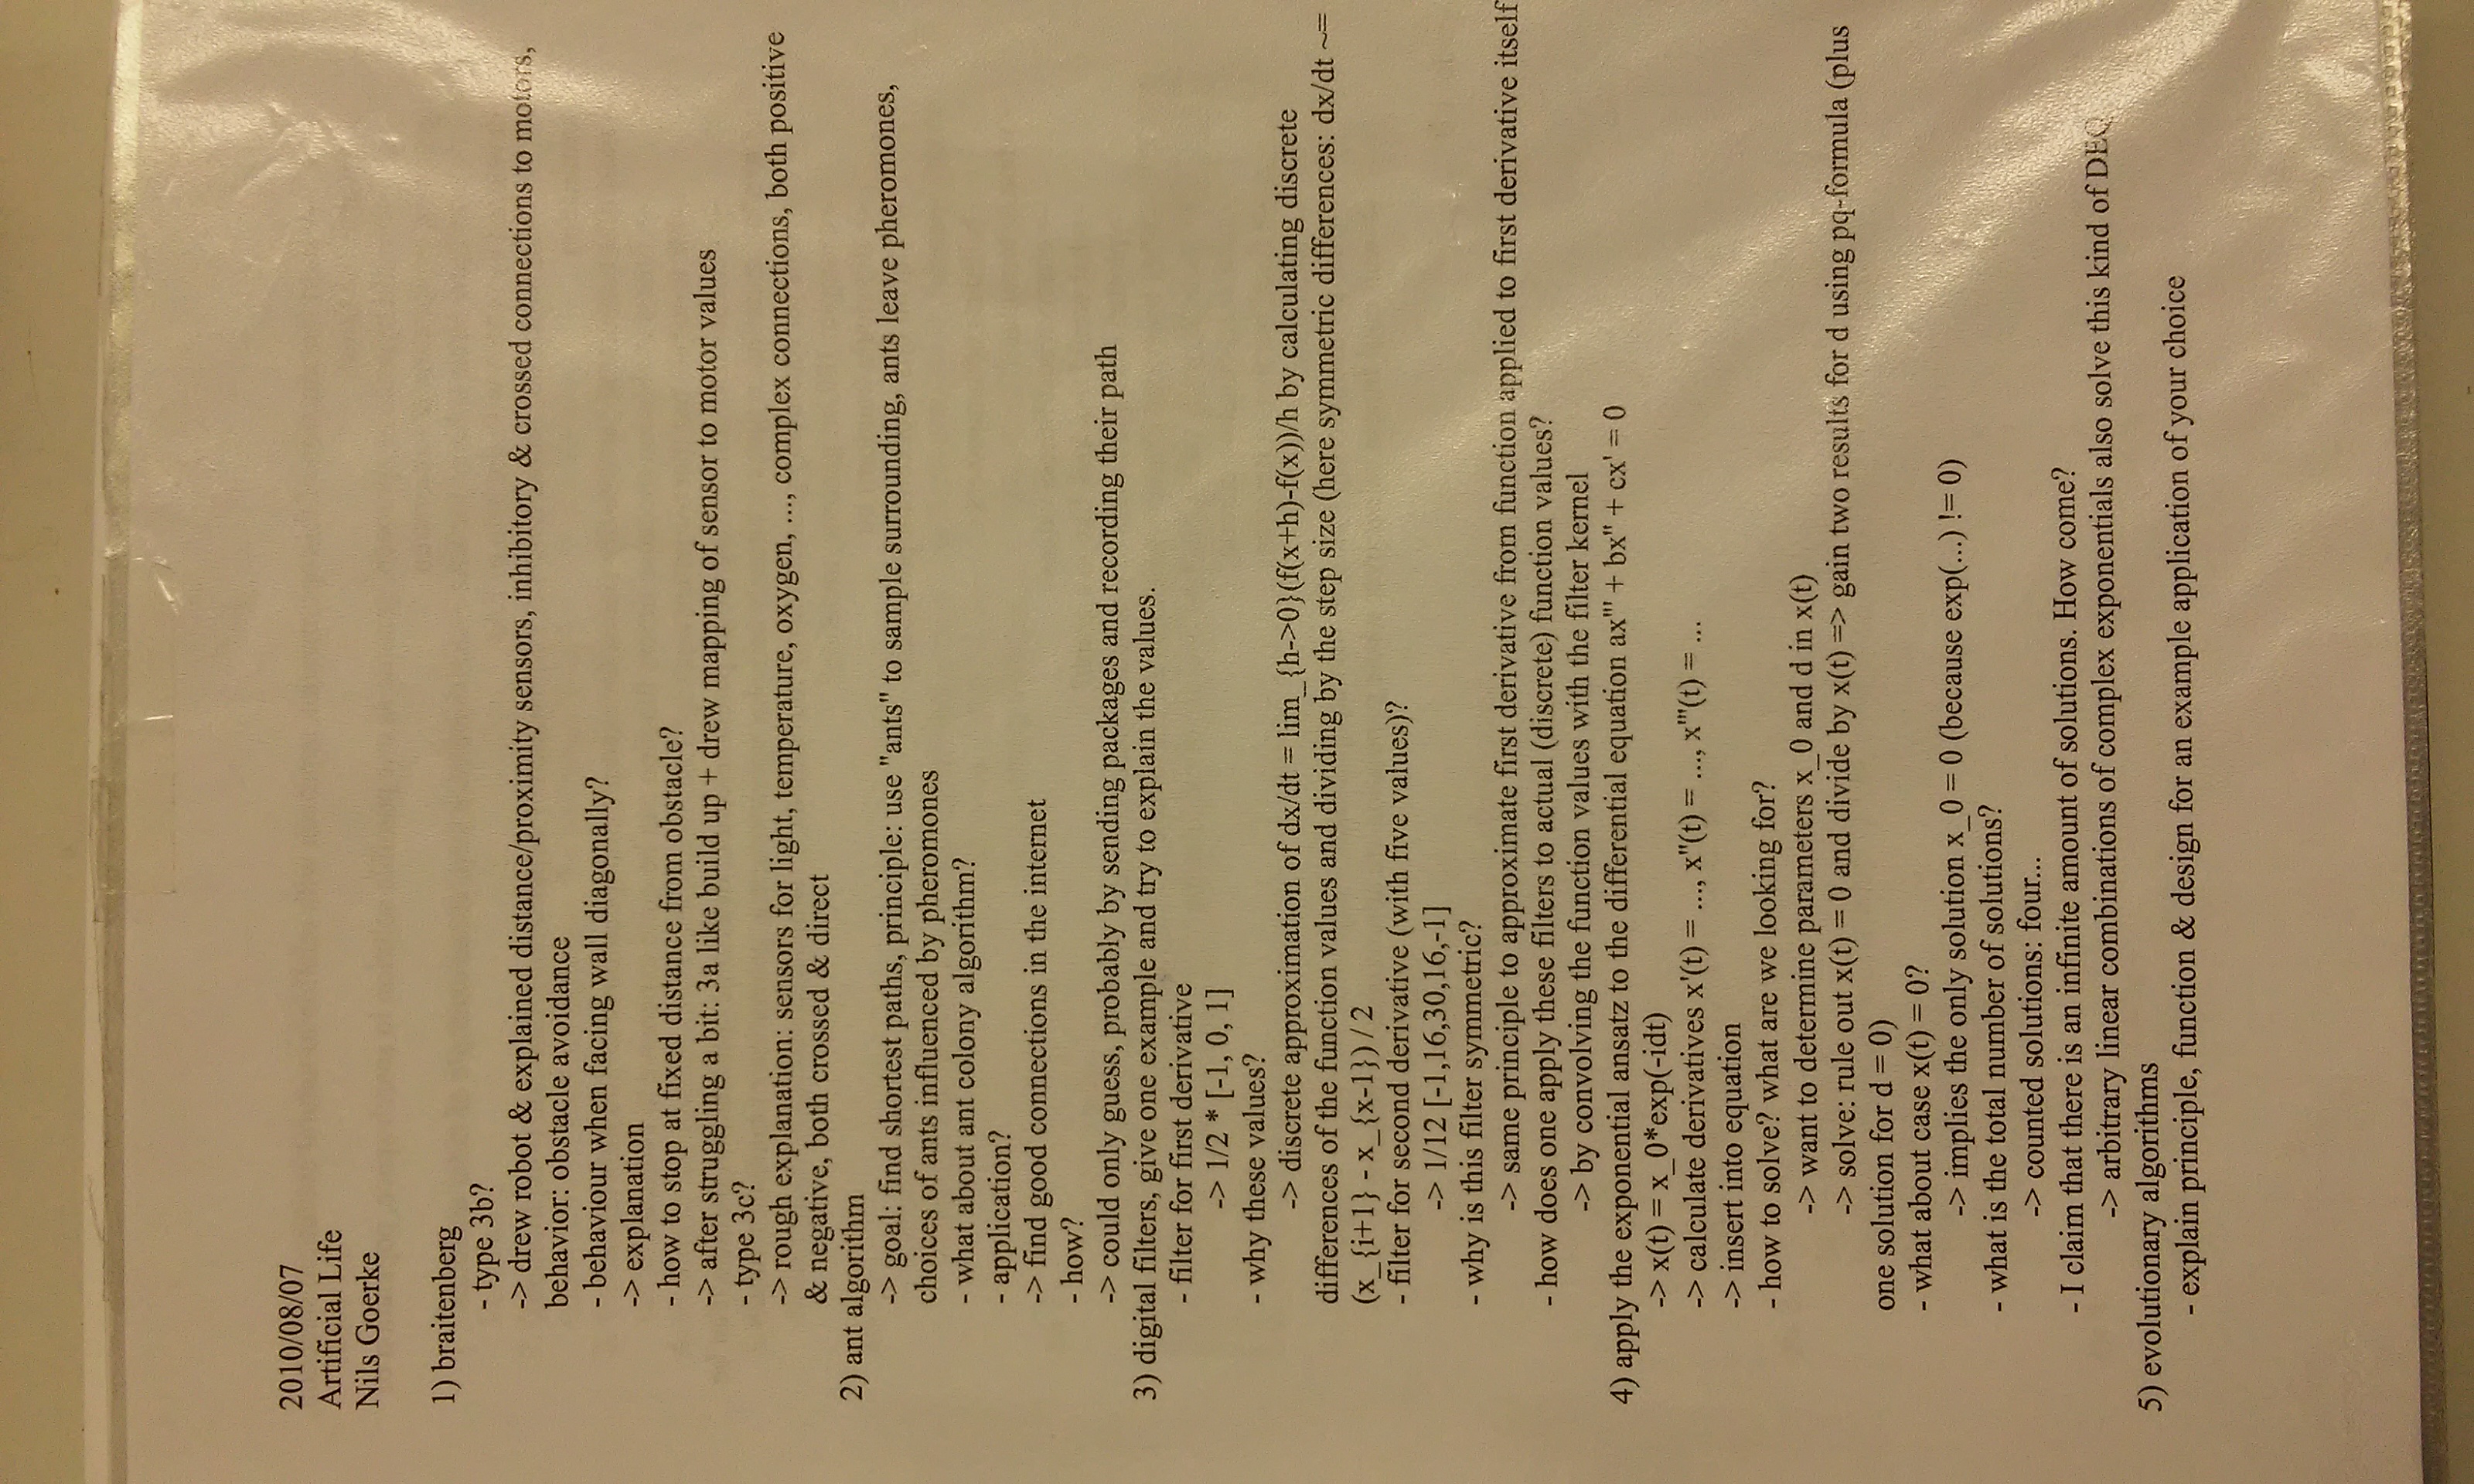 2010/08/07
Artificial Life
Nils Goerke
1) braitenberg
- type 3b?
-> drew robot & explained distance/proximity sensors, inhibitory & crossed connections to motors,
behavior: obstacle avoidance
- behaviour when facing wall diagonally?
-> explanation
- how to stop at fixed distance from obstacle?
-> after struggling a bit: 3a like build up + drew mapping of sensor to motor values
- type 3c?
-> rough explanation: sensors for light, temperature, oxygen, ..., complex connections, both positive
& negative, both crossed & direct
2) ant algorithm
-> goal: find shortest paths, principle: use "ants" to sample surrounding, ants leave pheromones,
choices of ants influenced by pheromones
- what about ant colony algorithm?
- application?
-> find good connections in the internet
- how?
-> could only guess, probably by sending packages and recording their path
3) digital filters, give one example and try to explain the values.
- filter for first derivative
-> 1/2 * [-1, 0, 1]
- why these values?
-> discrete approximation of dx/dt = lim_{h->0}(f(x+h)-f(x))/h by calculating discrete
differences of the function values and dividing by the step size (here symmetric differences: dx/dt ~=
(x_{i+1} - x_{x-1}) / 2
- filter for second derivative (with five values)?
-> 1/12 [-1,16,30,16,-1]
- why is this filter symmetric?
-> same principle to approximate first derivative from function applied to first derivative itself
- how does one apply these filters to actual (discrete) function values?
-> by convolving the function values with the filter kernel
4) apply the exponential ansatz to the differential equation ax''' + bx'' + cx' = 0
-> x(t) = x_0*exp(-idt)
-> calculate derivatives x'(t) = ..., x''(t) = ..., x'''(t) = ...
-> insert into equation
- how to solve? what are we looking for?
-> want to determine parameters x_0 and d in x(t)
-> solve: rule out x(t) = 0 and divide by x(t) => gain two results for d using pq-formula (plus
one solution for d = 0)
- what about case x(t) = 0?
-> implies the only solution x_0 = 0 (because exp(...) != 0)
- what is the total number of solutions?
-> counted solutions: four...
- I claim that there is an infinite amount of solutions. How come?
-> arbitrary linear combinations of complex exponentials also solve this kind of DEQ
5) evolutionary algorithms
- explain principle, function & design for an example application of your choice